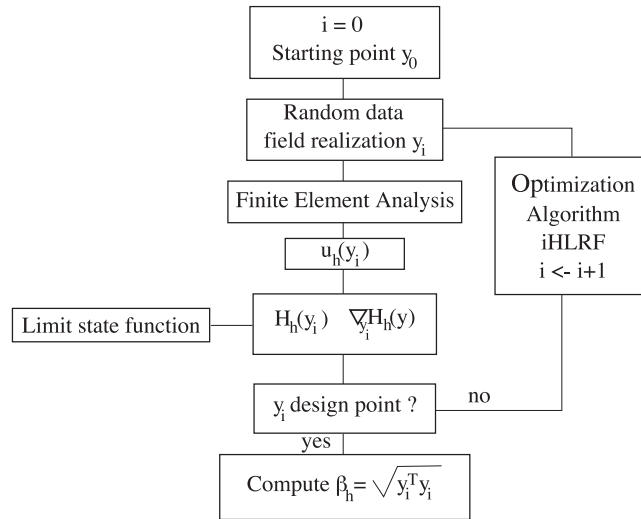 i = 0
Starting point y₀
Random data
field realization yᵢ
Optimization
Algorithm
iHLRF
i <- i+1
Finite Element Analysis
uₕ(yᵢ)
Limit state function
Hₕ(yᵢ) ∇yᵢHₕ(y)
yᵢ design point ?
no
yes
Compute βₕ = √yᵢᵀyᵢ